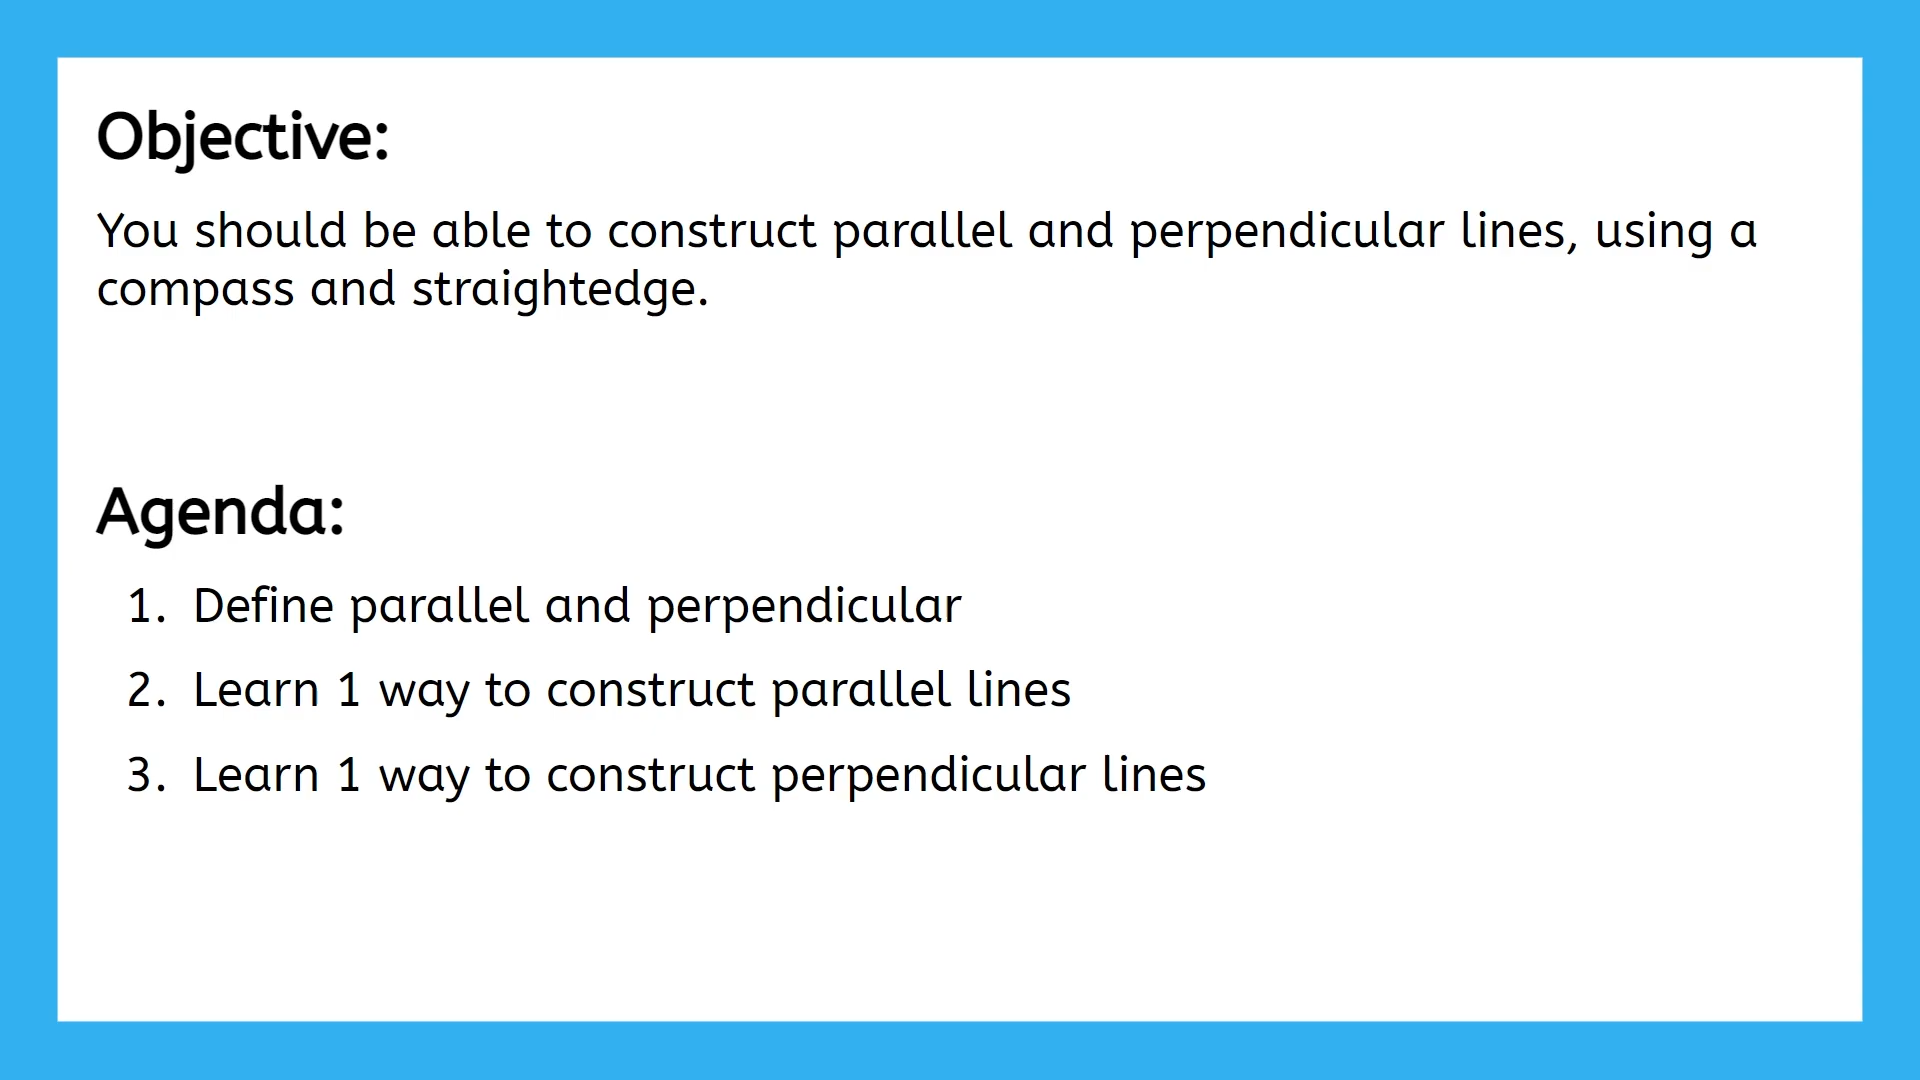 Objective:
You should be able to construct parallel and perpendicular lines, using a
compass and straightedge.
Agenda:
1. Define parallel and perpendicular
2. Learn 1 way to construct parallel lines
3. Learn 1 way to construct perpendicular lines